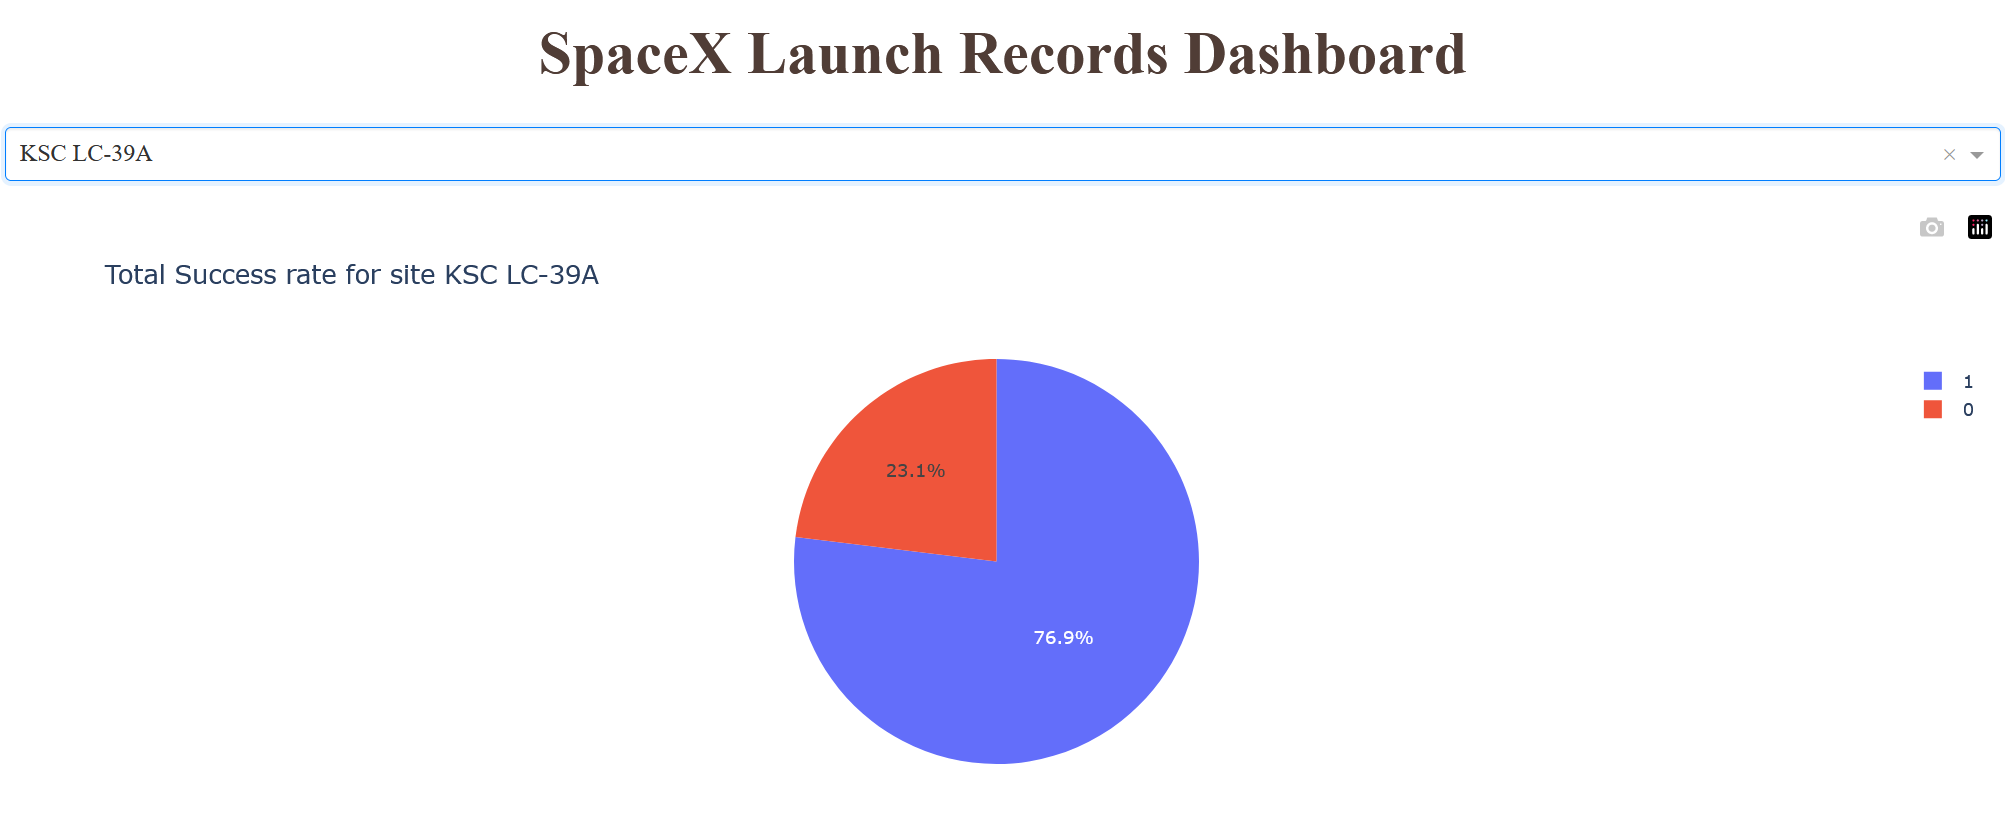 SpaceX Launch Records Dashboard
KSC LC-39A
Total Success rate for site KSC LC-39A
1
0
23.1%
76.9%